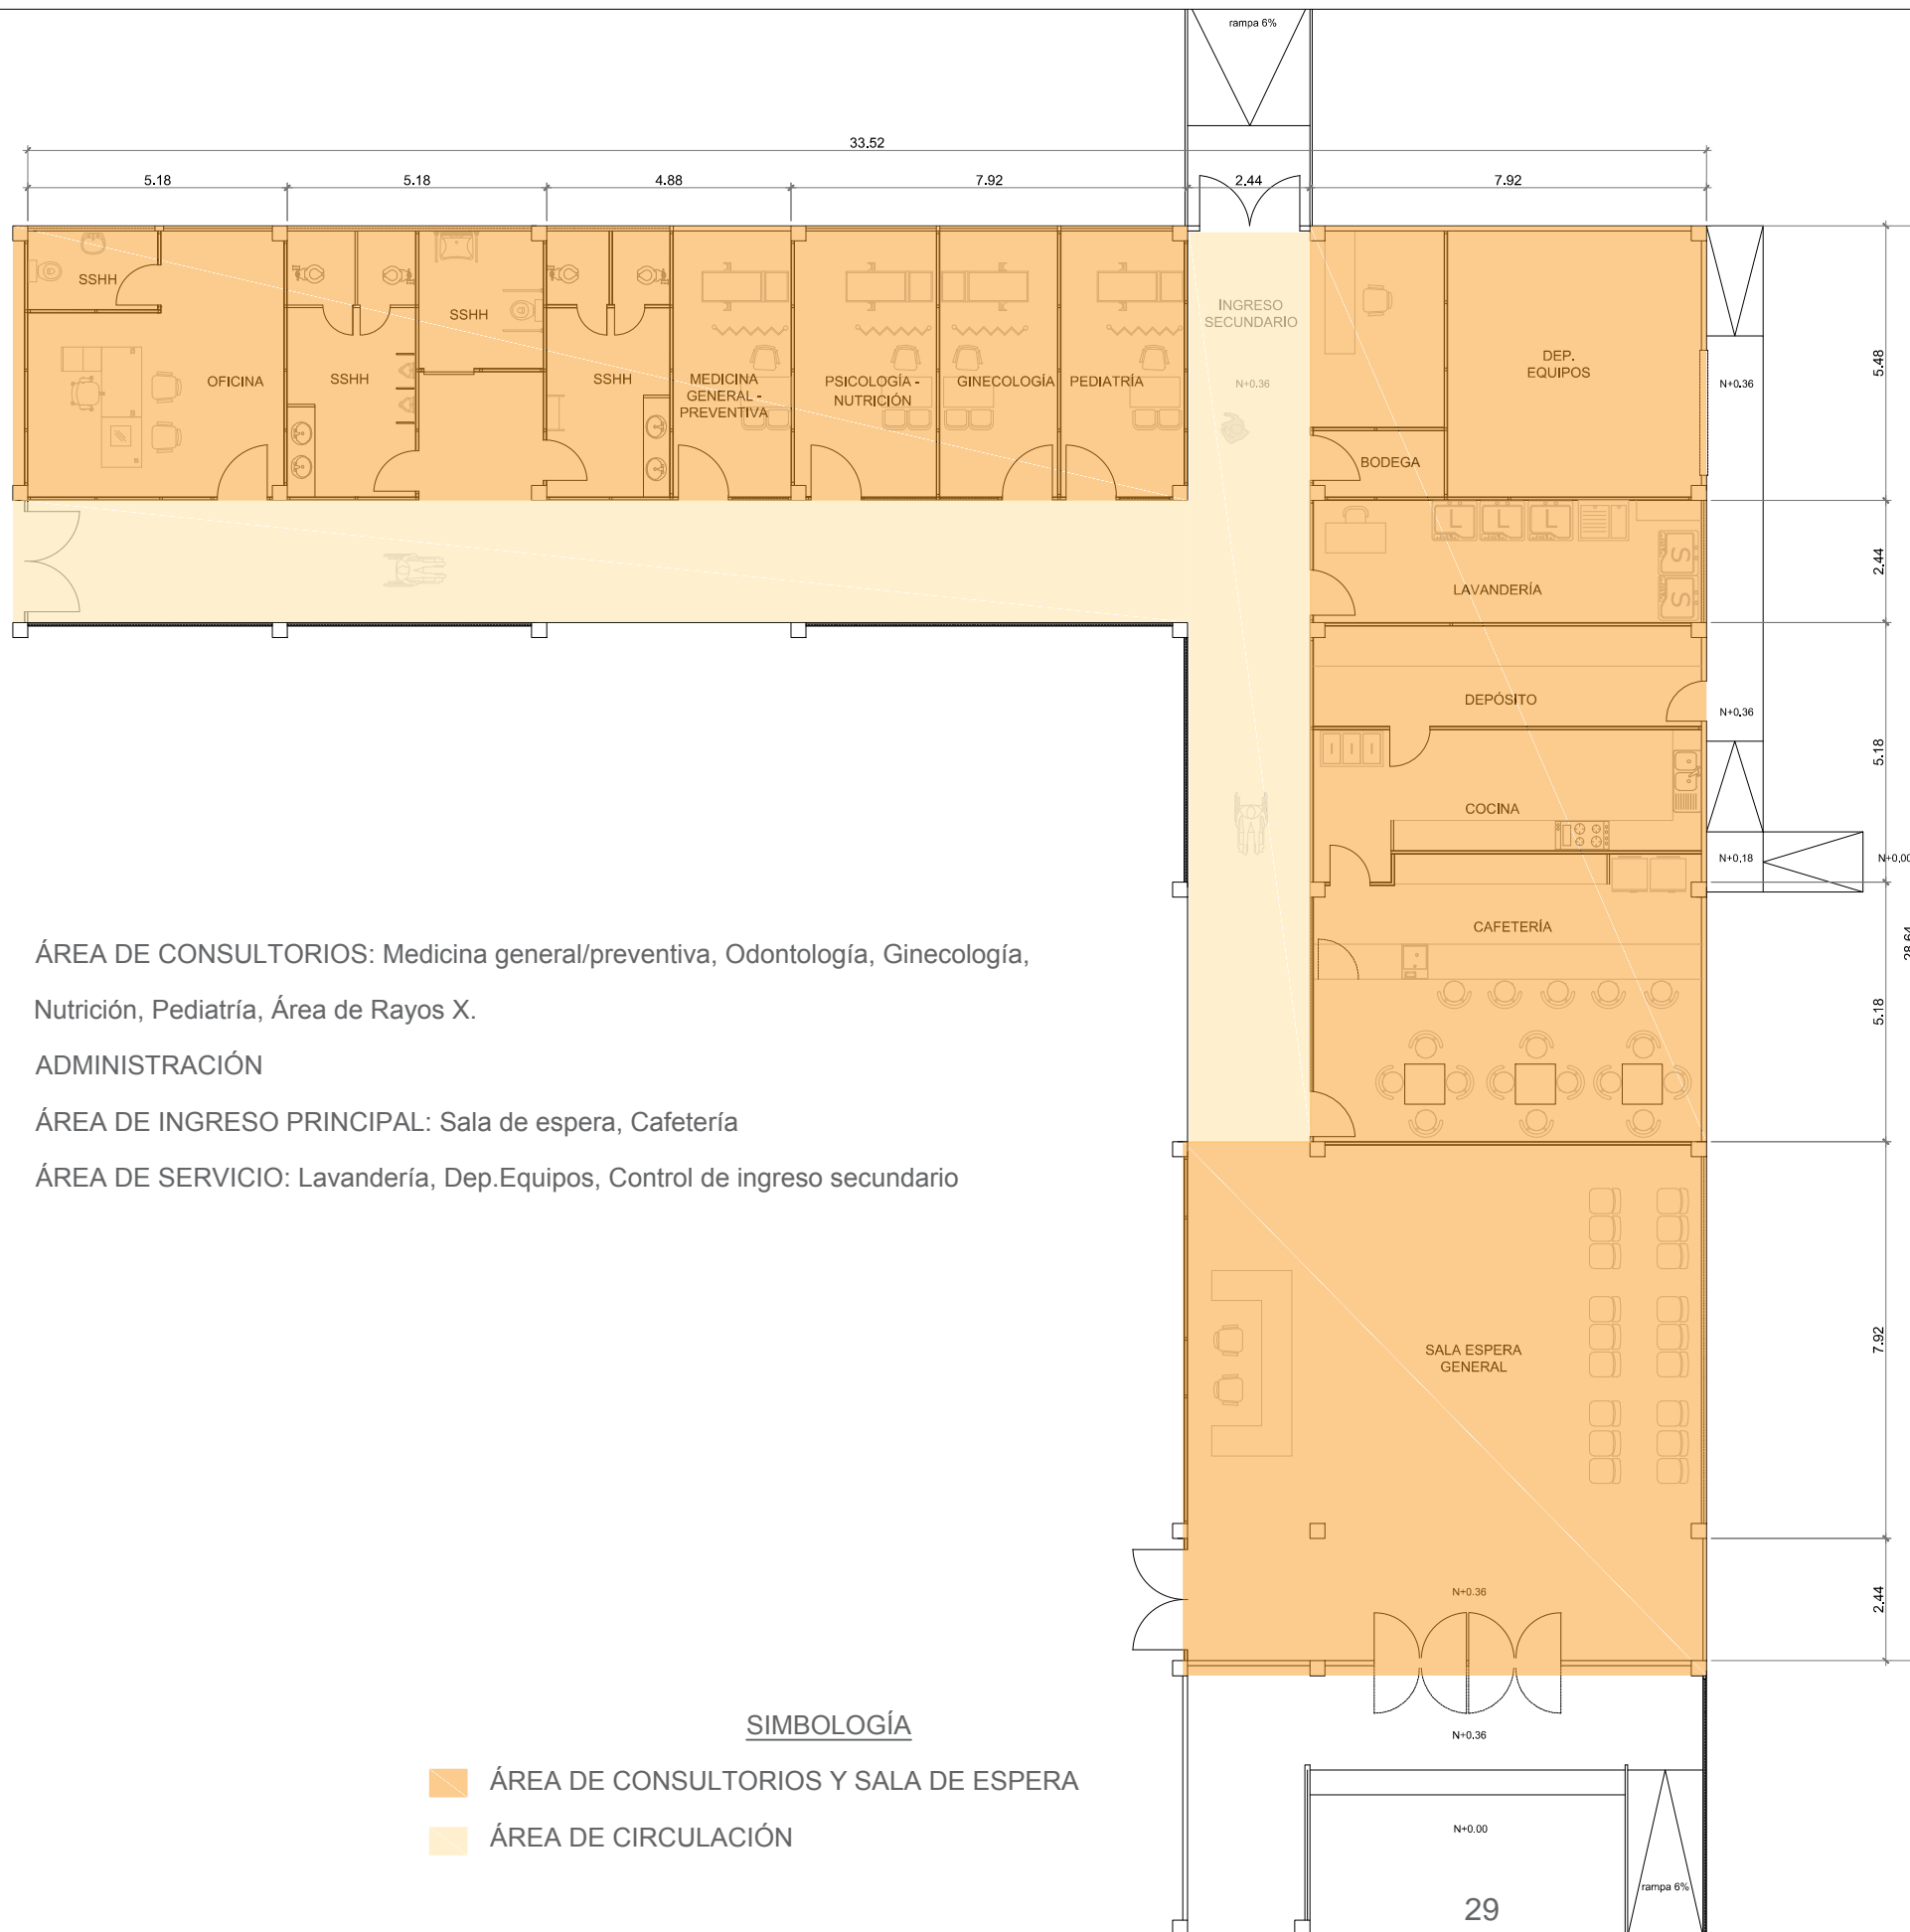 rampa 6%
33.52
5.18
5.18
4.88
7.92
2.44
7.92
SSHH
OFICINA
SSHH
SSHH
SSHH
MEDICINA
GENERAL -
PREVENTIVA
PSICOLOGÍA -
NUTRICIÓN
GINECOLOGÍA
PEDIATRÍA
INGRESO
SECUNDARIO
N+0.36
DEP.
EQUIPOS
BODEGA
N+0.36
5.48
L
L
L
S
S
LAVANDERÍA
2.44
DEPÓSITO
N+0.36
COCINA
5.18
N+0.18
N+0.00
CAFETERÍA
28.64
5.18
ÁREA DE CONSULTORIOS: Medicina general/preventiva, Odontología, Ginecología,
Nutrición, Pediatría, Área de Rayos X.
ADMINISTRACIÓN
ÁREA DE INGRESO PRINCIPAL: Sala de espera, Cafetería
ÁREA DE SERVICIO: Lavandería, Dep.Equipos, Control de ingreso secundario
SALA ESPERA
GENERAL
7.92
N+0.36
2.44
N+0.36
SIMBOLOGÍA
ÁREA DE CONSULTORIOS Y SALA DE ESPERA
ÁREA DE CIRCULACIÓN
N+0.00
rampa 6%
29